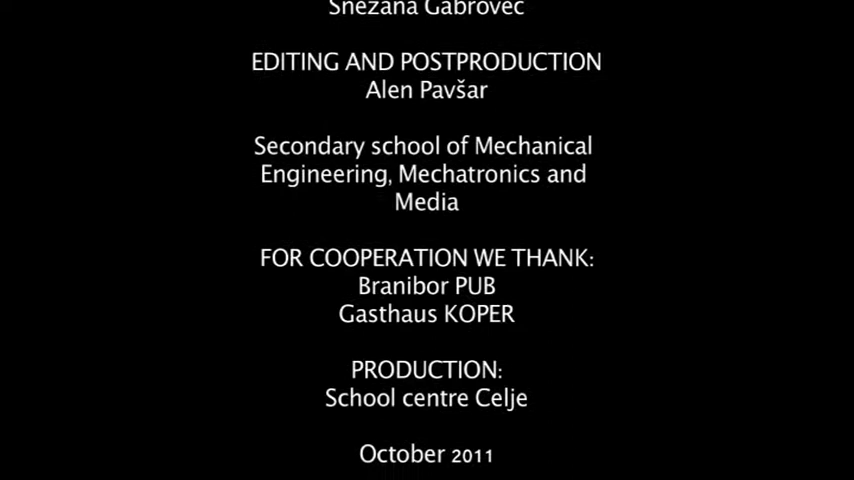 Snežana Gabrovec
EDITING AND POSTPRODUCTION
Alen Pavšar
Secondary school of Mechanical
Engineering, Mechatronics and
Media
FOR COOPERATION WE THANK:
Branibor PUB
Gasthaus KOPER
PRODUCTION:
School centre Celje
October 2011